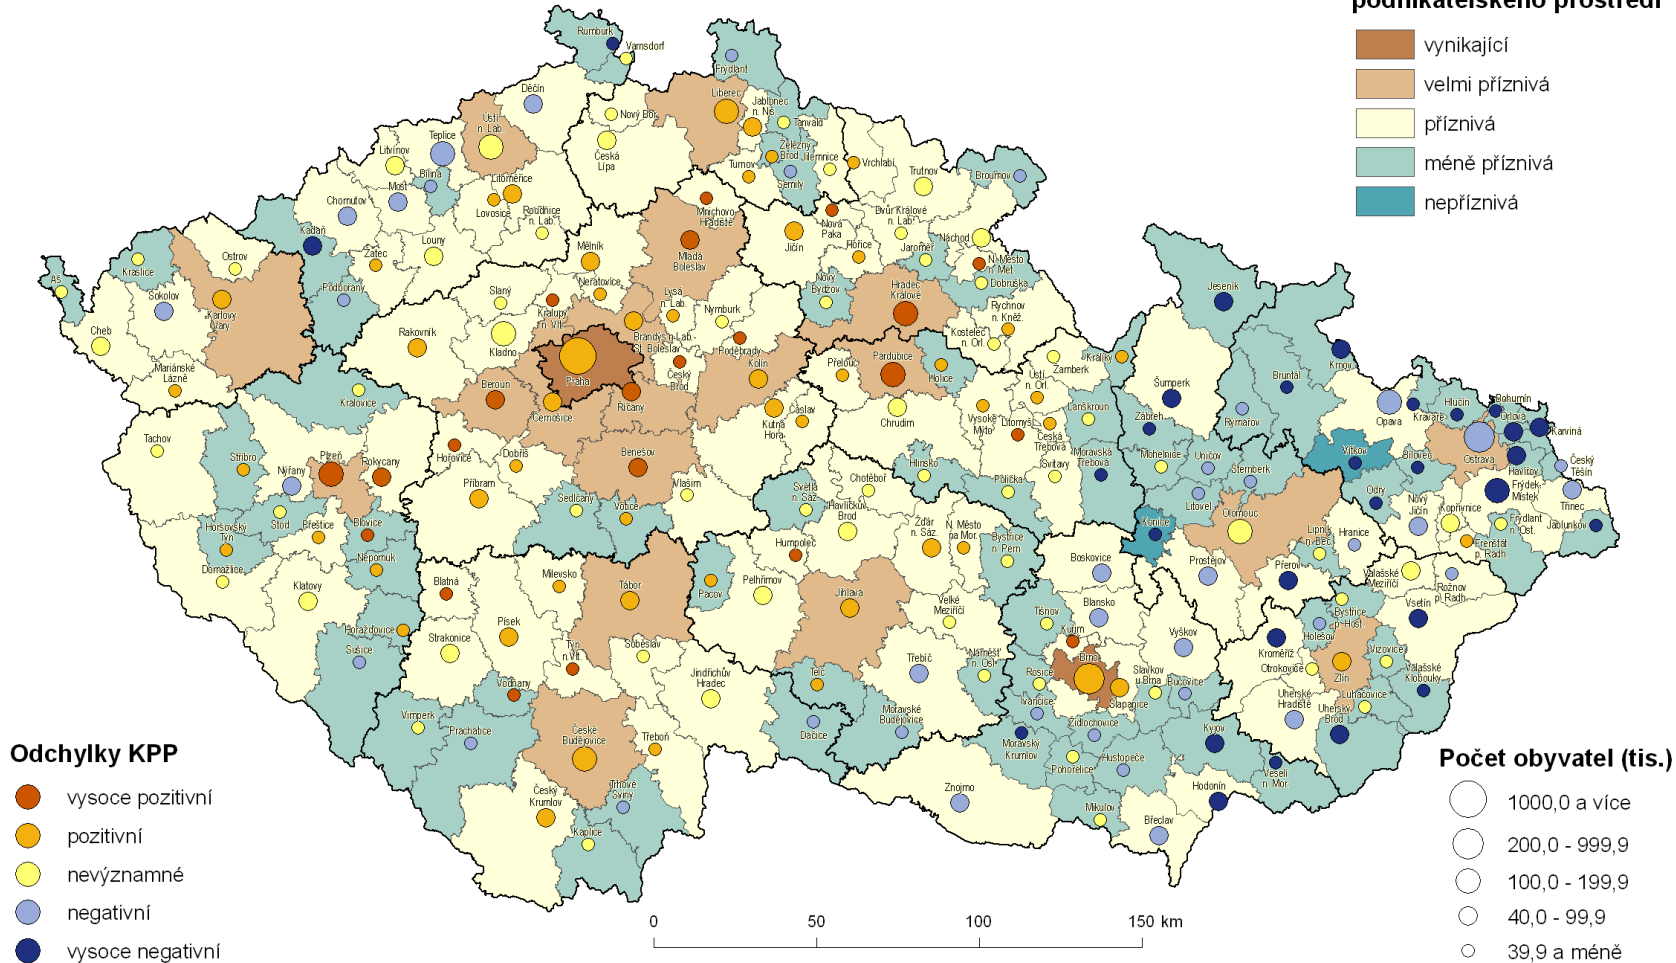 podnikatelského prostředí
vynikající
velmi příznivá
příznivá
méně příznivá
nepříznivá
Rumburk
Varnsdorf
Frýdlant
Děčín
Liberec
Jablonec
n. Nis.
Nový Bor
Tanvald
Ústí
n. Lab.
Teplice
Litvínov
Česká
Lípa
Železný
Brod
Jilemnice
Turnov
Semily
Vrchlabí
Trutnov
Broumov
Bílina
Most
Litoměřice
Lovosice
Roudnice
n. Lab.
Chomutov
Kadaň
Mnichovo
Hradiště
Nová
Paka
Dvůr Králové
n. Lab.
Jičín
Hořice
Jaroměř
Náchod
N. Město
n. Met.
Dobruška
Louny
Žatec
Mělník
Mladá
Boleslav
Kraslice
Ostrov
Aš
Sokolov
Karlovy
Vary
Podbořany
Slaný
Neratovice
Kralupy
n. Vlt.
Lysá
n. Lab.
Nymburk
Nový
Bydžov
Hradec
Králové
Rychnov
n. Kněž.
Kostelec
n. Orl.
Jeseník
Cheb
Mariánské
Lázně
Rakovník
Kladno
Brandýs n. Lab.-
St. Boleslav
Poděbrady
Praha
Český
Brod
Kolín
Přelouč
Pardubice
Holice
Ústí
n. Orl.
Žamberk
Králíky
Krnov
Bruntál
Šumperk
Rýmařov
Kralovice
Beroun
Černošice
Říčany
Kutná
Hora
Čáslav
Chrudim
Vysoké
Mýto
Litomyšl
Česká
Třebová
Lanškroun
Zábřeh
Opava
Kravaře
Hlučín
Bohumín
Orlová
Karviná
Ostrava
Havířov
Český
Těšín
Tachov
Stříbro
Nýřany
Plzeň
Rokycany
Hořovice
Dobříš
Benešov
Svitavy
Moravská
Třebová
Mohelnice
Uničov
Šternberk
Vítkov
Bílovec
Příbram
Sedlčany
Votice
Vlašim
Světlá
n. Sáz.
Chotěboř
Havlíčkův
Brod
Hlinsko
Polička
Litovel
Konice
Olomouc
Odry
Nový
Jičín
Kopřivnice
Frýdek-
Místek
Třinec
Frýdlant
n. Ost.
Jablunkov
Frenštát
p. Radh.
Horšovský
Týn
Stod
Přeštice
Blovice
Nepomuk
Domažlice
Klatovy
Horažďovice
Sušice
Blatná
Milevsko
Tábor
Pacov
Humpolec
Pelhřimov
Jihlava
Žďár
n. Sáz.
N. Město
na Mor.
Bystřice
n. Pern.
Velké
Meziříčí
Boskovice
Blansko
Prostějov
Přerov
Lipník
n. Beč.
Hranice
Valašské
Meziříčí
Rožnov
p. Radh.
Vsetín
Bystřice
p. Host.
Holešov
Kroměříž
Strakonice
Písek
Týn
n. Vlt.
Soběslav
Vodňany
Jindřichův
Hradec
Telč
Třebíč
Náměšť
n. Osl.
Tišnov
Kuřim
Brno
Rosice
Ivančice
Slavkov
u Brna
Šlapanice
Bučovice
Vyškov
Otrokovice
Zlín
Vizovice
Valašské
Klobouky
Luhačovice
Uherské
Hradiště
Uherský
Brod
Vimperk
Prachatice
České
Budějovice
Třeboň
Trhové
Sviny
Český
Krumlov
Kaplice
Dačice
Moravské
Budějovice
Moravský
Krumlov
Židlochovice
Pohořelice
Hustopeče
Kyjov
Veselí
n. Mor.
Znojmo
Mikulov
Břeclav
Hodonín
Odchylky KPP
vysoce pozitivní
pozitivní
nevýznamné
negativní
vysoce negativní
0 50 100 150 km
Počet obyvatel (tis.)
1000,0 a více
200,0 - 999,9
100,0 - 199,9
40,0 - 99,9
39,9 a méně